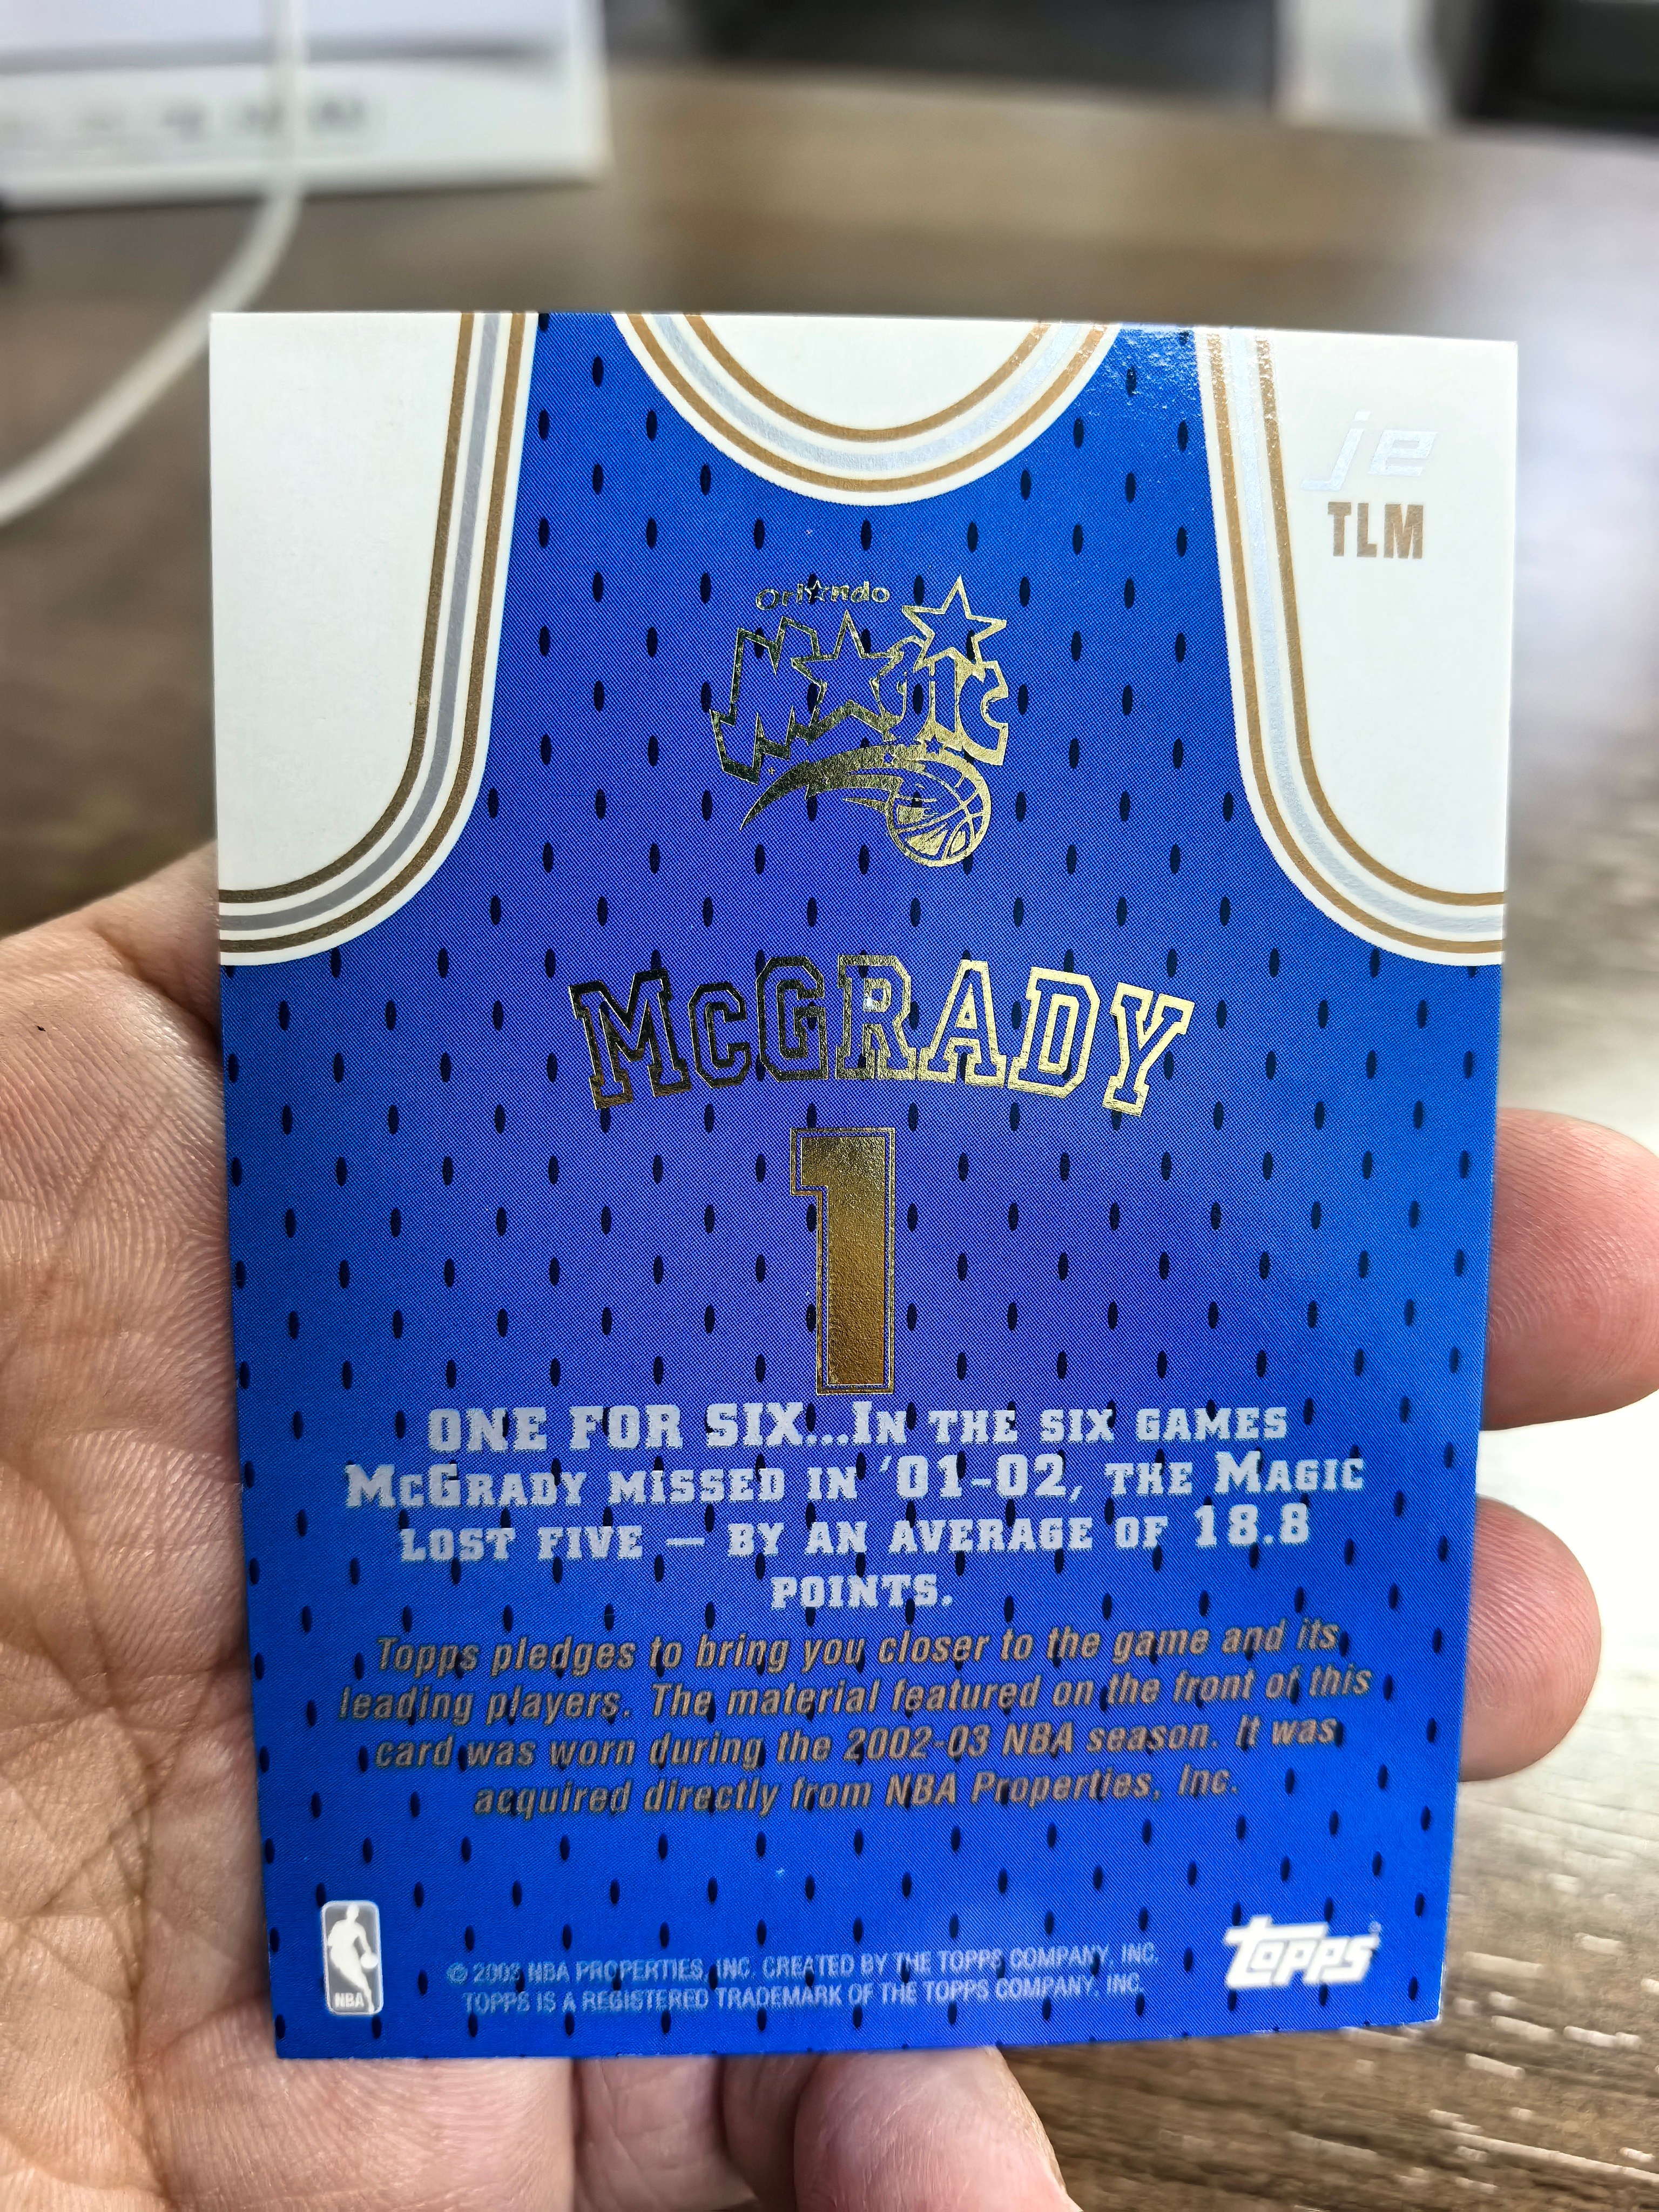 je
TLM
Orlando
MAGIC
MCGRADY
1
ONE FOR SIX...IN THE SIX GAMES
MCGRADY MISSED IN '01-02, THE MAGIC
LOST FIVE — BY AN AVERAGE OF 18.8
POINTS.
Topps pledges to bring you closer to the game and its
leading players. The material featured on the front of this
card was worn during the 2002-03 NBA season. It was
acquired directly from NBA Properties, Inc.
NBA
© 2003 NBA PROPERTIES, INC. CREATED BY THE TOPPS COMPANY, INC.
TOPPS IS A REGISTERED TRADEMARK OF THE TOPPS COMPANY, INC.
topps